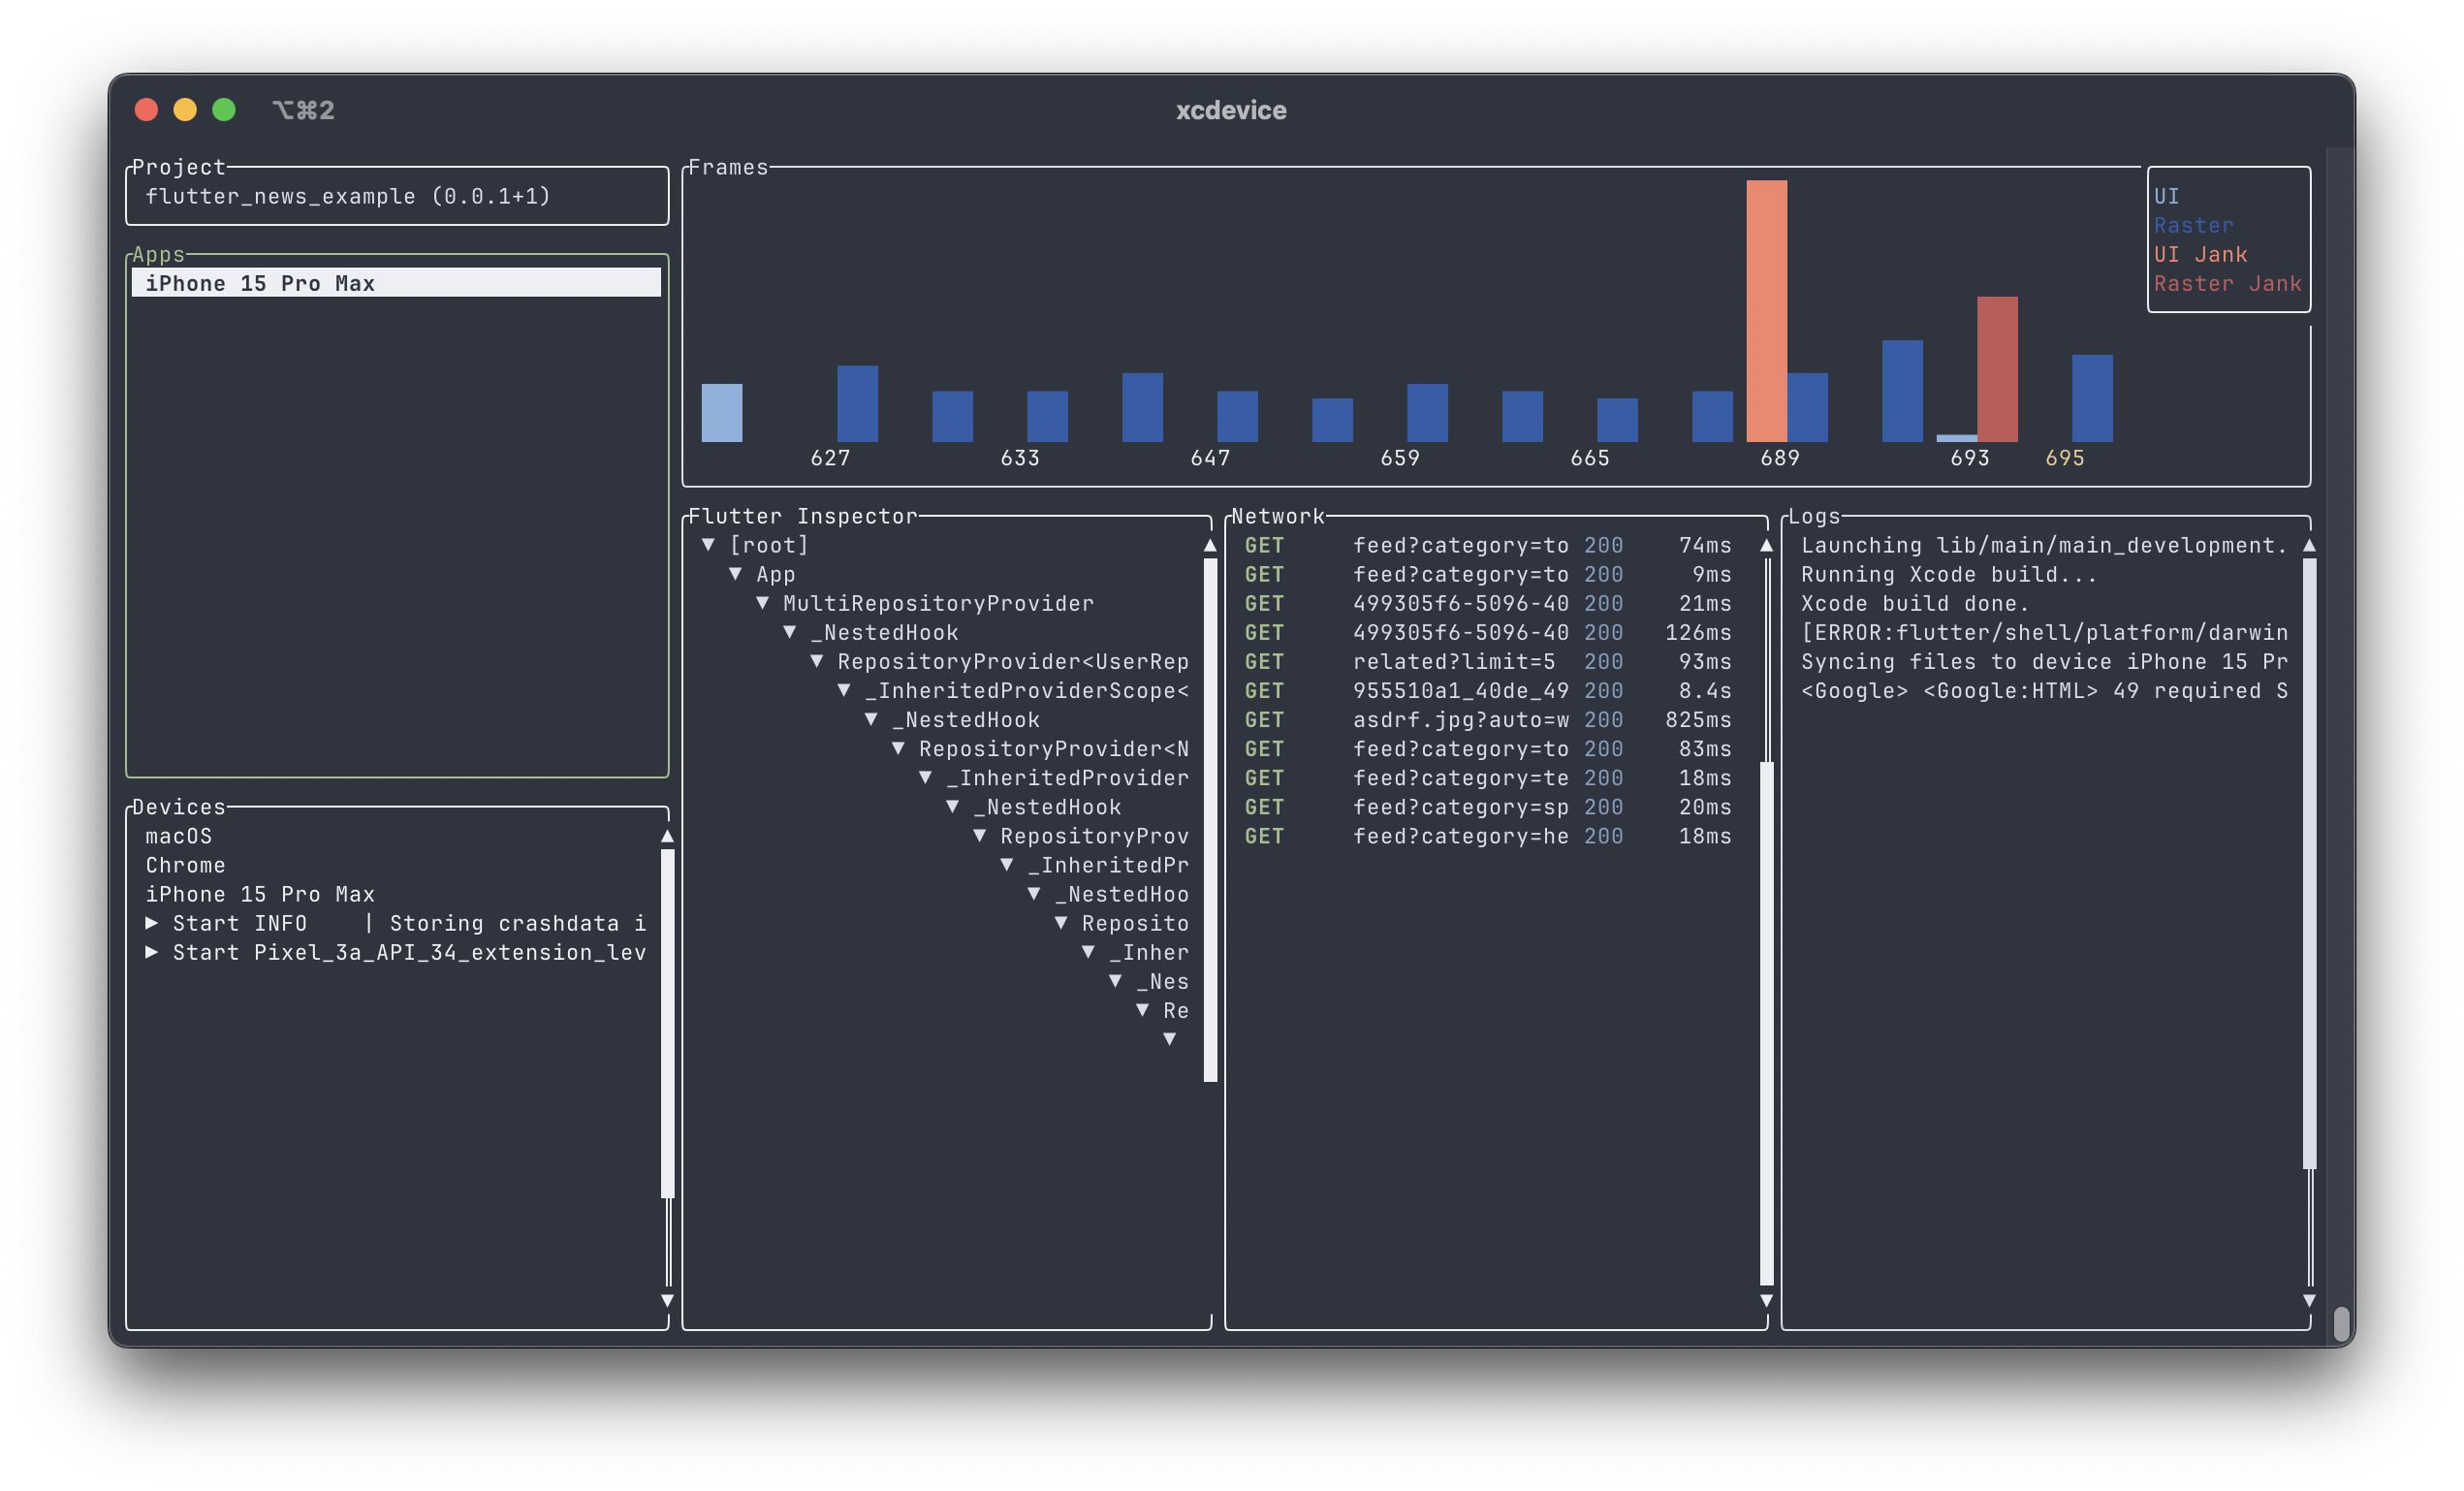 ⌥⌘2
xcdevice
Project
flutter_news_example (0.0.1+1)
Apps
iPhone 15 Pro Max
Devices
macOS
Chrome
iPhone 15 Pro Max
▶ Start INFO    | Storing crashdata i
▶ Start Pixel_3a_API_34_extension_lev
Frames
627 633 647 659 665 689 693 695
UI
Raster
UI Jank
Raster Jank
Flutter Inspector
▼ [root]
▼ App
▼ MultiRepositoryProvider
▼ _NestedHook
▼ RepositoryProvider<UserRep
▼ _InheritedProviderScope<
▼ _NestedHook
▼ RepositoryProvider<N
▼ _InheritedProvider
▼ _NestedHook
▼ RepositoryProv
▼ _InheritedPr
▼ _NestedHoo
▼ Reposito
▼ _Inher
▼ _Nes
▼ Re
▼
Network
GET feed?category=to 200 74ms
GET feed?category=to 200 9ms
GET 499305f6-5096-40 200 21ms
GET 499305f6-5096-40 200 126ms
GET related?limit=5 200 93ms
GET 955510a1_40de_49 200 8.4s
GET asdrf.jpg?auto=w 200 825ms
GET feed?category=to 200 83ms
GET feed?category=te 200 18ms
GET feed?category=sp 200 20ms
GET feed?category=he 200 18ms
Logs
Launching lib/main/main_development.
Running Xcode build...
Xcode build done.
[ERROR:flutter/shell/platform/darwin
Syncing files to device iPhone 15 Pr
<Google> <Google:HTML> 49 required S